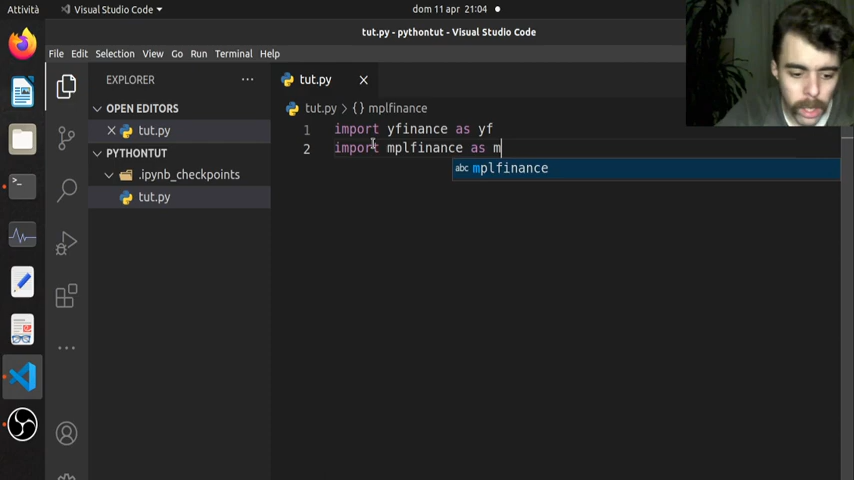 Attività
Visual Studio Code
dom 11 apr 21:04
tut.py - pythontut - Visual Studio Code
File Edit Selection View Go Terminal Help
EXPLORER ...
tut.py
OPEN EDITORS
tut.py
PYTHONTUT
.ipynb_checkpoints
tut.py
tut.py > {} mplfinance
1 import yfinance as yf
2 import mplfinance as m
abc mplfinance